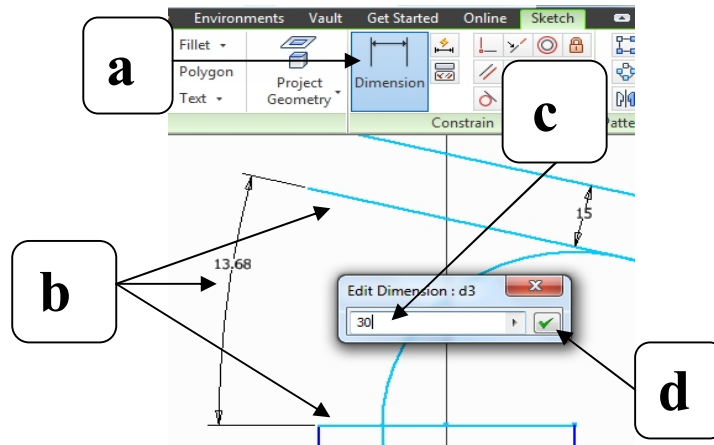 Environments Vault Get Started Online Sketch
Fillet
Polygon
Text
Project
Geometry
Dimension
Constrain
a
c
15
13.68
b
Edit Dimension : d3
30
d